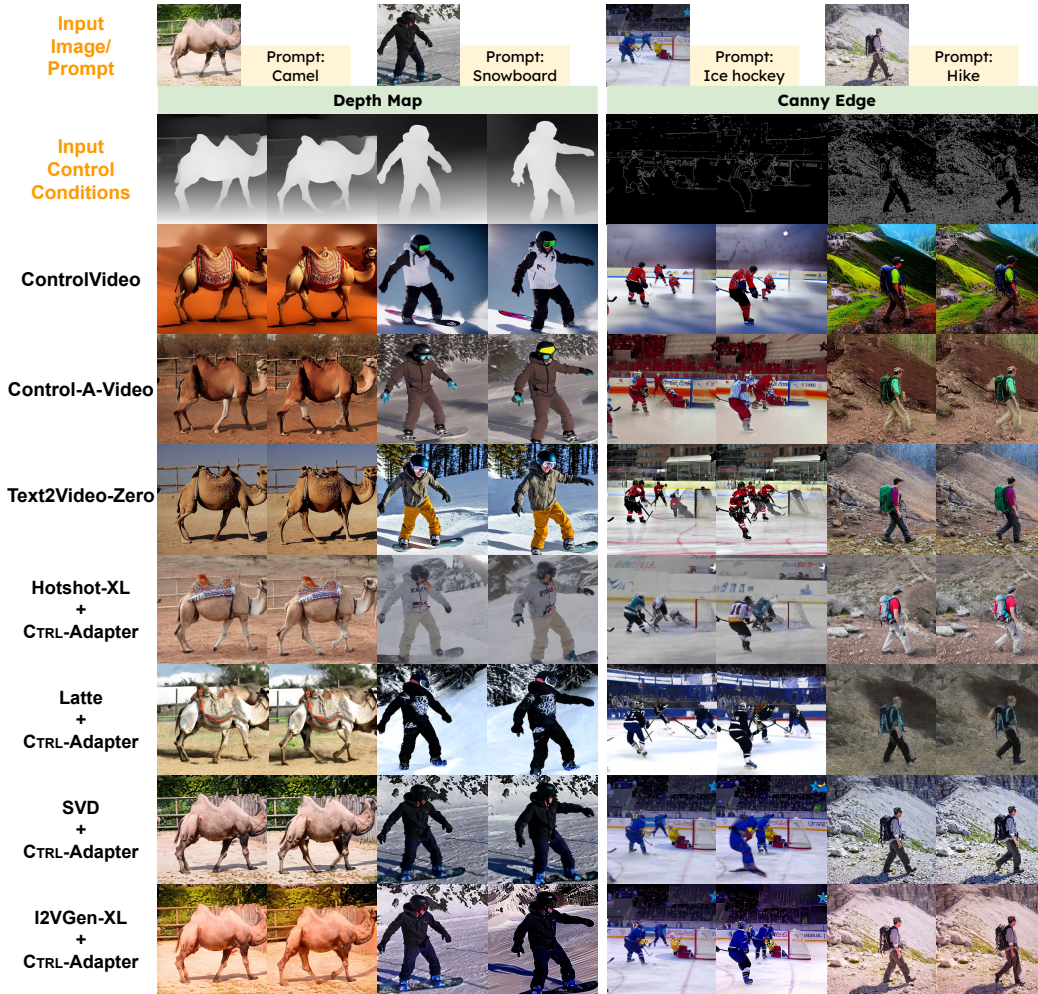 Input
Image/
Prompt
Prompt:
Camel
Prompt:
Snowboard
Prompt:
Ice hockey
Prompt:
Hike
Depth Map
Canny Edge
Input
Control
Conditions
ControlVideo
Control-A-Video
Text2Video-Zero
Hotshot-XL
+
CTRL-Adapter
Latte
+
CTRL-Adapter
SVD
+
CTRL-Adapter
I2VGen-XL
+
CTRL-Adapter